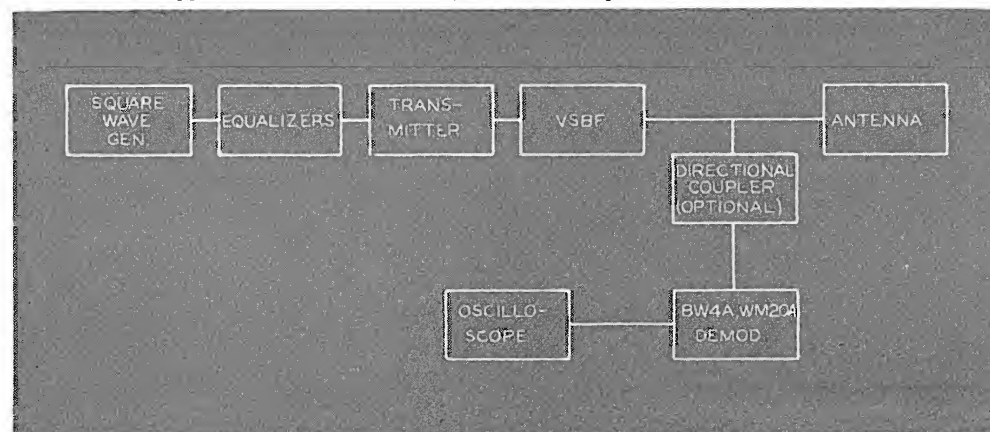 SQUARE
WAVE
GEN.
EQUALIZERS
TRANS-
MITTER
VSBF
ANTENNA
DIRECTIONAL
COUPLER
(OPTIONAL)
OSCILLO-
SCOPE
BW4A, WM20A
DEMOD